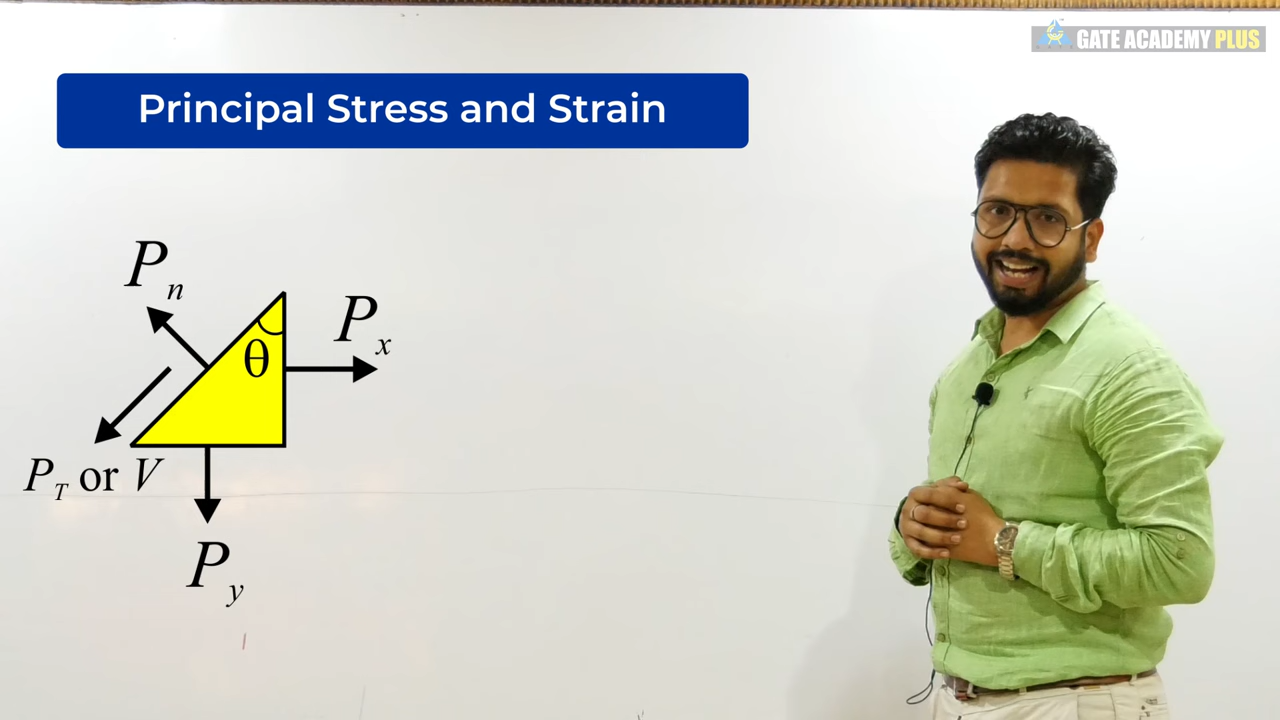 GATE ACADEMY PLUS
Principal Stress and Strain
Pn
Px
θ
PT or V
Py